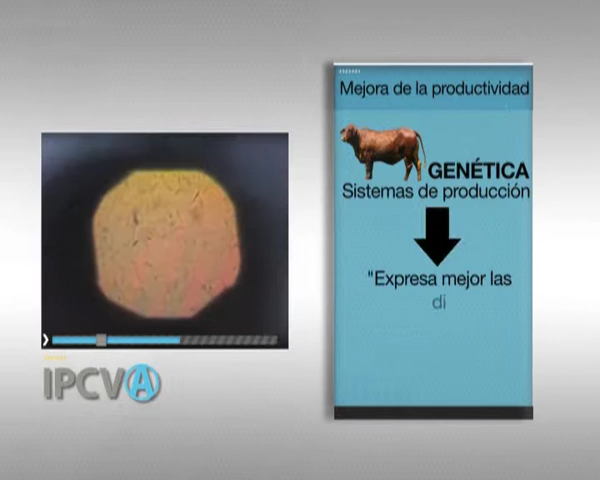 Mejora de la productividad
GENÉTICA
Sistemas de producción
"Expresa mejor las
di
IPCVA